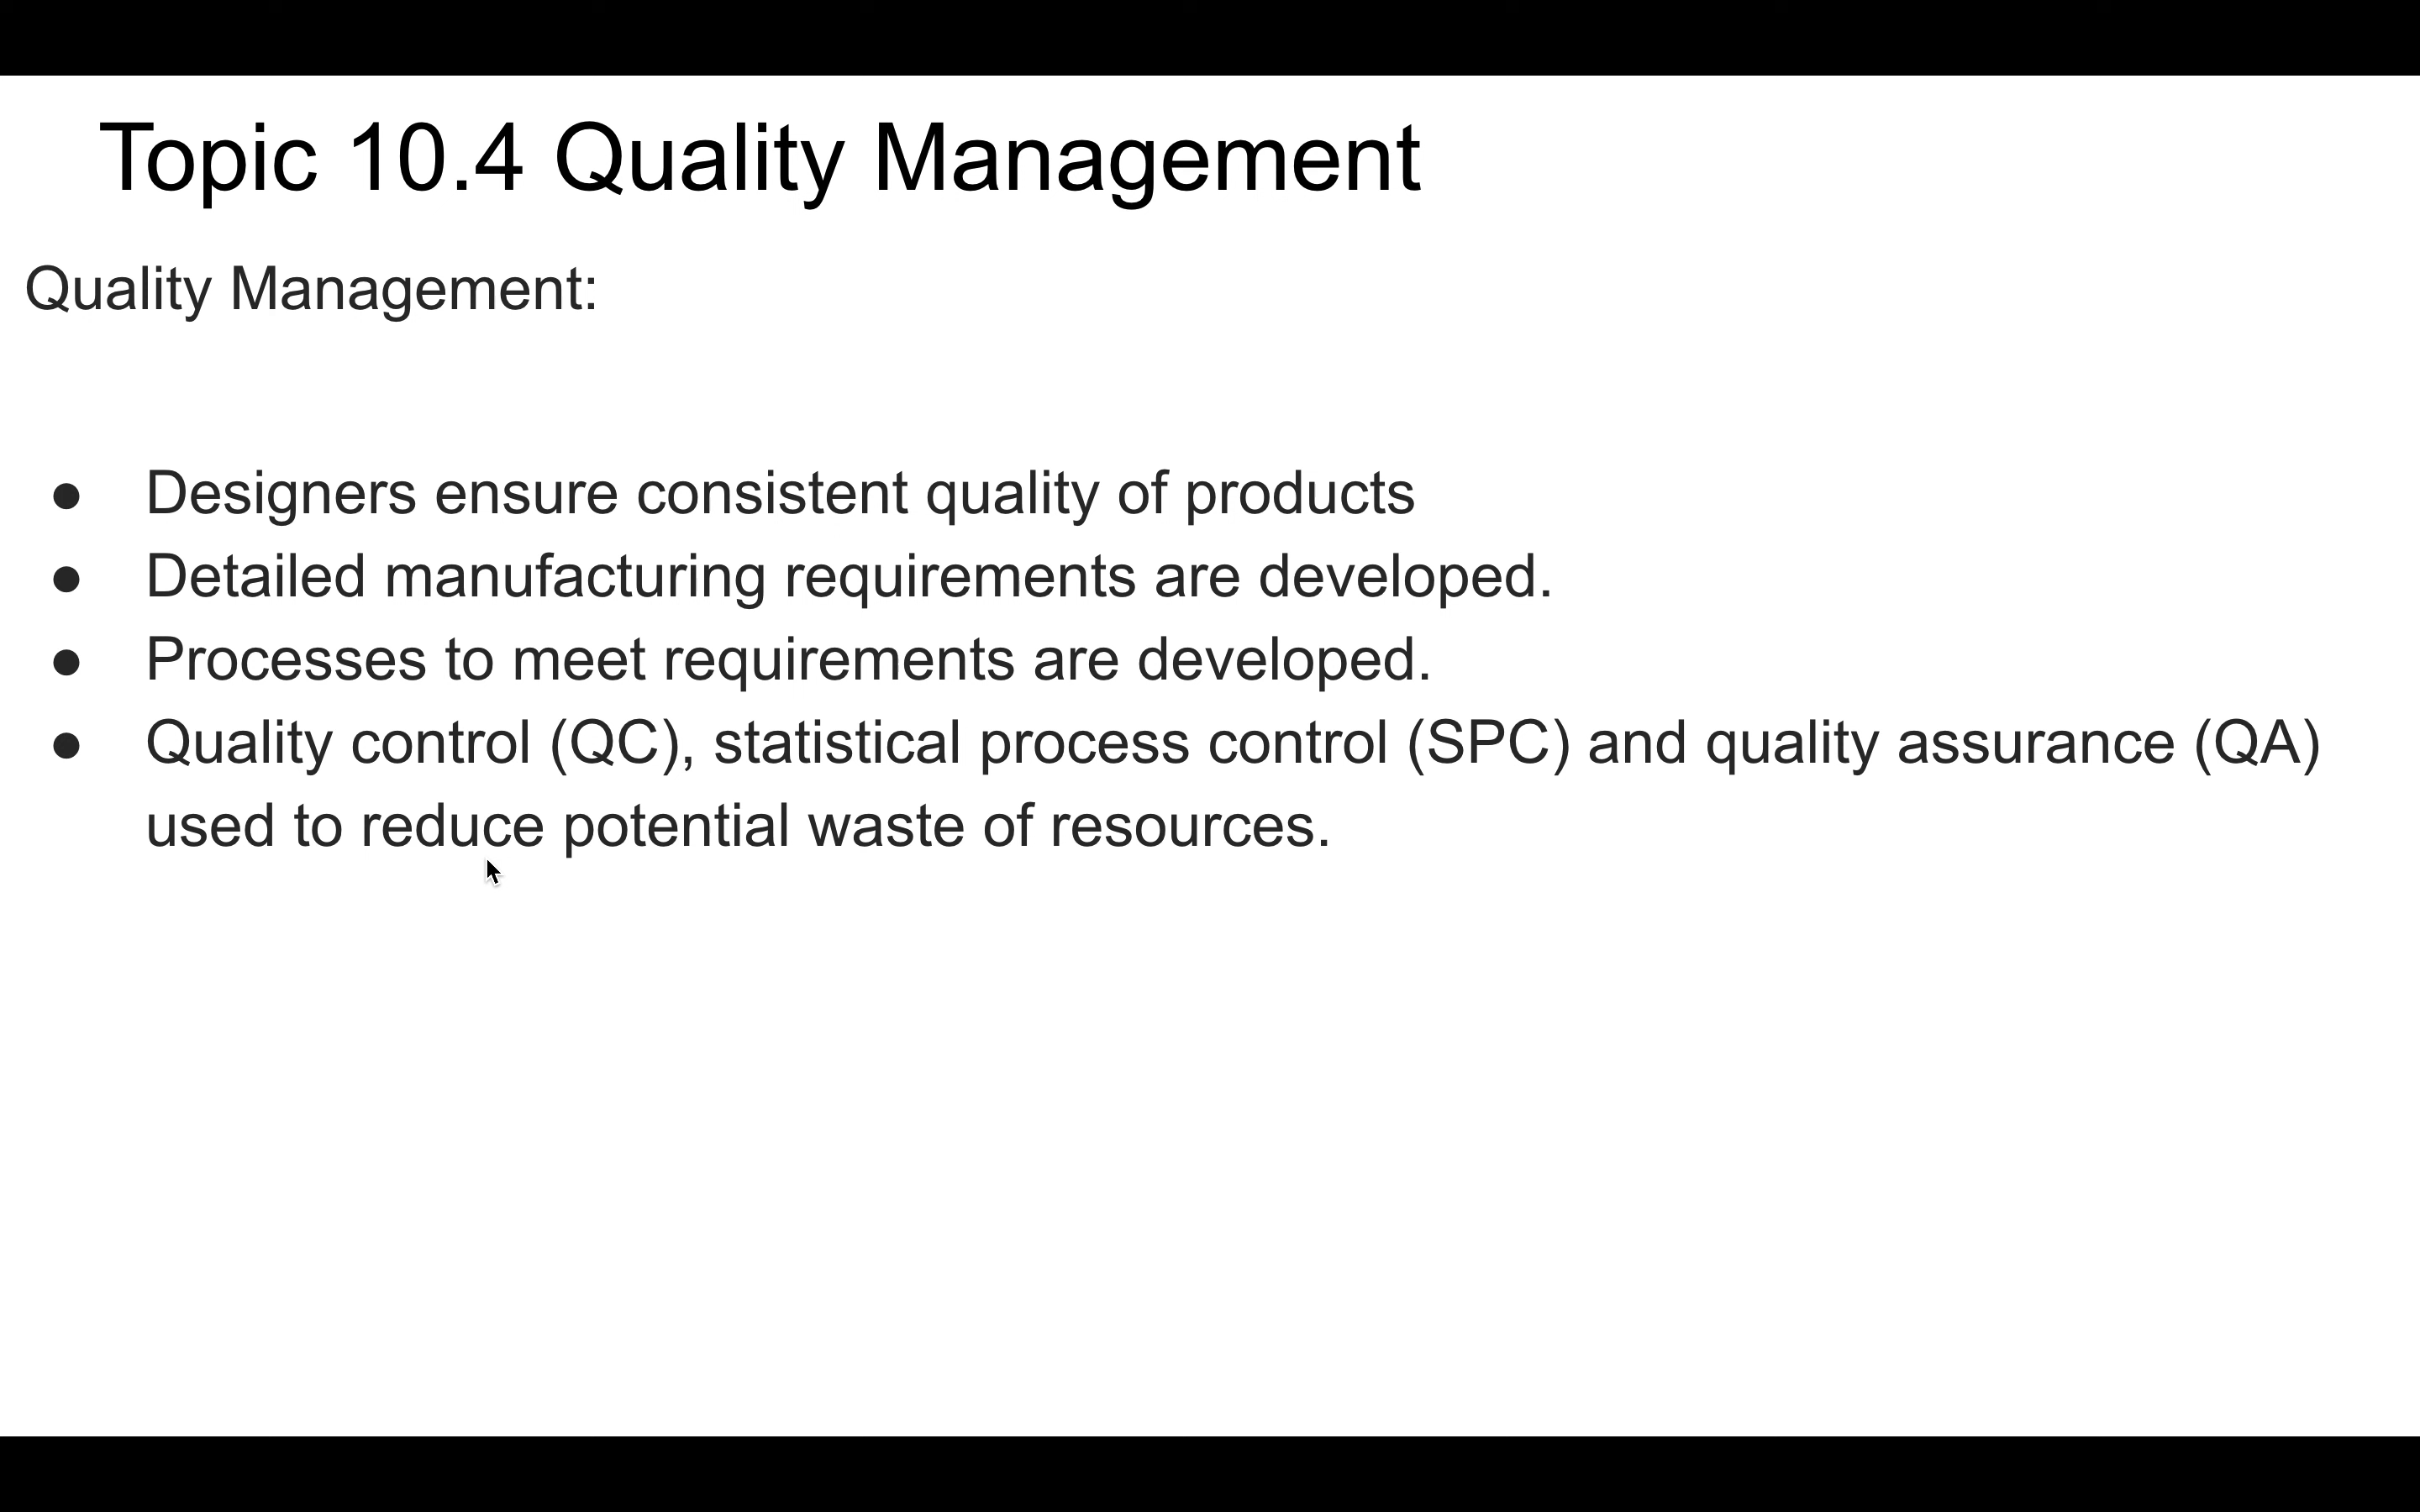 Topic 10.4 Quality Management
Quality Management:
● Designers ensure consistent quality of products
● Detailed manufacturing requirements are developed.
● Processes to meet requirements are developed.
● Quality control (QC), statistical process control (SPC) and quality assurance (QA)
used to reduce potential waste of resources.